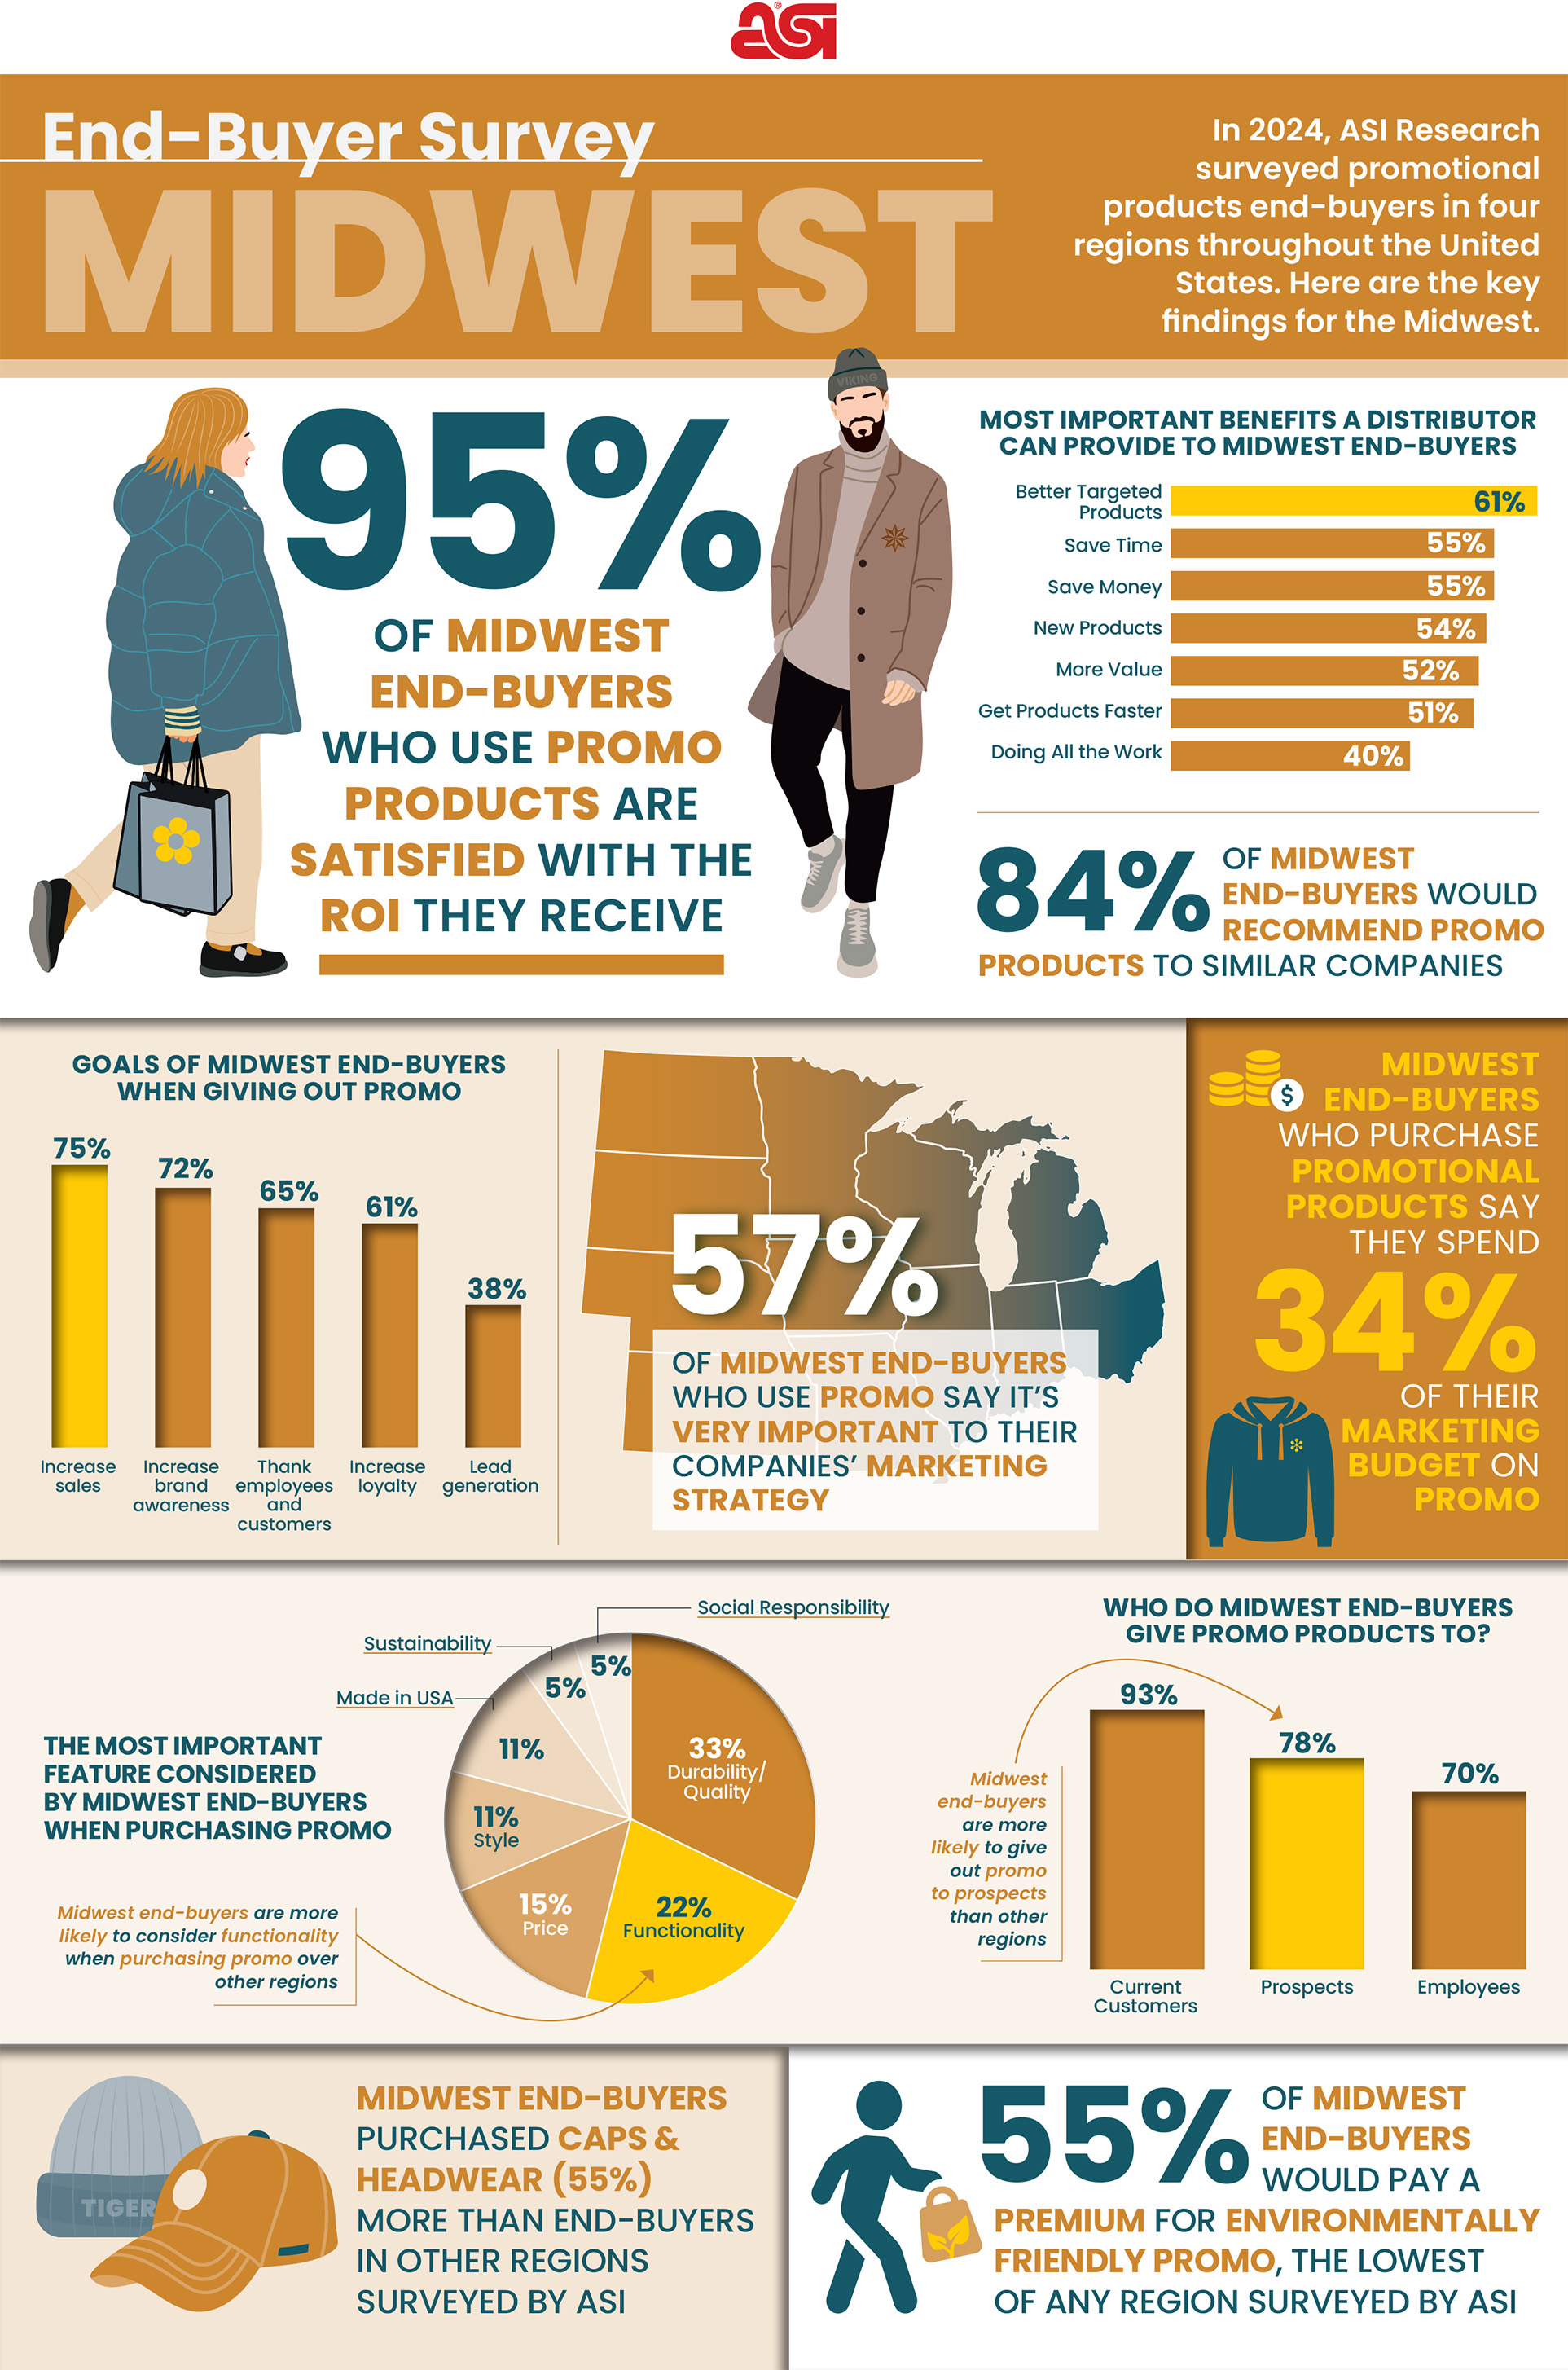 asi®
End-Buyer Survey
MIDWEST
In 2024, ASI Research
surveyed promotional
products end-buyers in four
regions throughout the United
States. Here are the key
findings for the Midwest.
95%
OF MIDWEST
END-BUYERS
WHO USE PROMO
PRODUCTS ARE
SATISFIED WITH THE
ROI THEY RECEIVE
VIKING
MOST IMPORTANT BENEFITS A DISTRIBUTOR
CAN PROVIDE TO MIDWEST END-BUYERS
Better Targeted
Products
61%
Save Time
55%
Save Money
55%
New Products
54%
More Value
52%
Get Products Faster
51%
Doing All the Work
40%
84%
OF MIDWEST
END-BUYERS WOULD
RECOMMEND PROMO
PRODUCTS TO SIMILAR COMPANIES
GOALS OF MIDWEST END-BUYERS
WHEN GIVING OUT PROMO
75%
72%
65%
61%
38%
Increase
sales
Increase
brand
awareness
Thank
employees
and
customers
Increase
loyalty
Lead
generation
57%
OF MIDWEST END-BUYERS
WHO USE PROMO SAY IT'S
VERY IMPORTANT TO THEIR
COMPANIES' MARKETING
STRATEGY
$
MIDWEST
END-BUYERS
WHO PURCHASE
PROMOTIONAL
PRODUCTS SAY
THEY SPEND
34%
OF THEIR
MARKETING
BUDGET ON
PROMO
THE MOST IMPORTANT
FEATURE CONSIDERED
BY MIDWEST END-BUYERS
WHEN PURCHASING PROMO
Midwest end-buyers are more
likely to consider functionality
when purchasing promo over
other regions
Social Responsibility
5%
Sustainability
5%
Made in USA
11%
11%
Style
15%
Price
22%
Functionality
33%
Durability/
Quality
WHO DO MIDWEST END-BUYERS
GIVE PROMO PRODUCTS TO?
Midwest
end-buyers
are more
likely to give
out promo
to prospects
than other
regions
93%
78%
70%
Current
Customers
Prospects
Employees
TIGER
MIDWEST END-BUYERS
PURCHASED CAPS &
HEADWEAR (55%)
MORE THAN END-BUYERS
IN OTHER REGIONS
SURVEYED BY ASI
55%
OF MIDWEST
END-BUYERS
WOULD PAY A
PREMIUM FOR ENVIRONMENTALLY
FRIENDLY PROMO, THE LOWEST
OF ANY REGION SURVEYED BY ASI